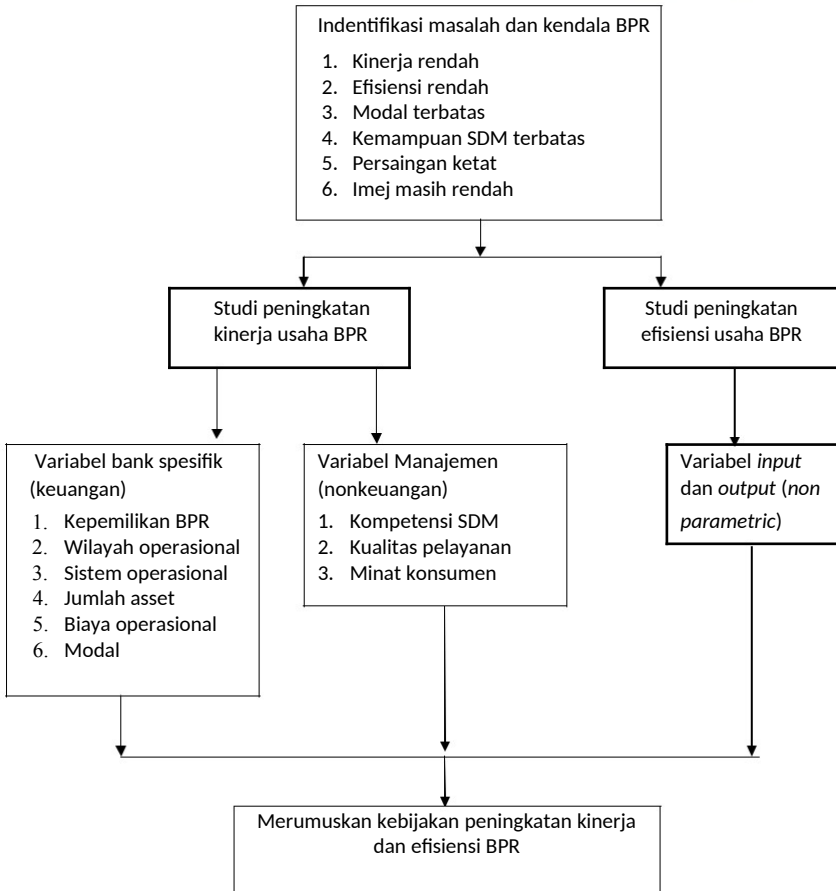 Indentifikasi masalah dan kendala BPR
1. Kinerja rendah
2. Efisiensi rendah
3. Modal terbatas
4. Kemampuan SDM terbatas
5. Persaingan ketat
6. Imej masih rendah
Studi peningkatan
kinerja usaha BPR
Studi peningkatan
efisiensi usaha BPR
Variabel bank spesifik
(keuangan)
1. Kepemilikan BPR
2. Wilayah operasional
3. Sistem operasional
4. Jumlah asset
5. Biaya operasional
6. Modal
Variabel Manajemen
(nonkeuangan)
1. Kompetensi SDM
2. Kualitas pelayanan
3. Minat konsumen
Variabel input
dan output (non
parametric)
Merumuskan kebijakan peningkatan kinerja
dan efisiensi BPR